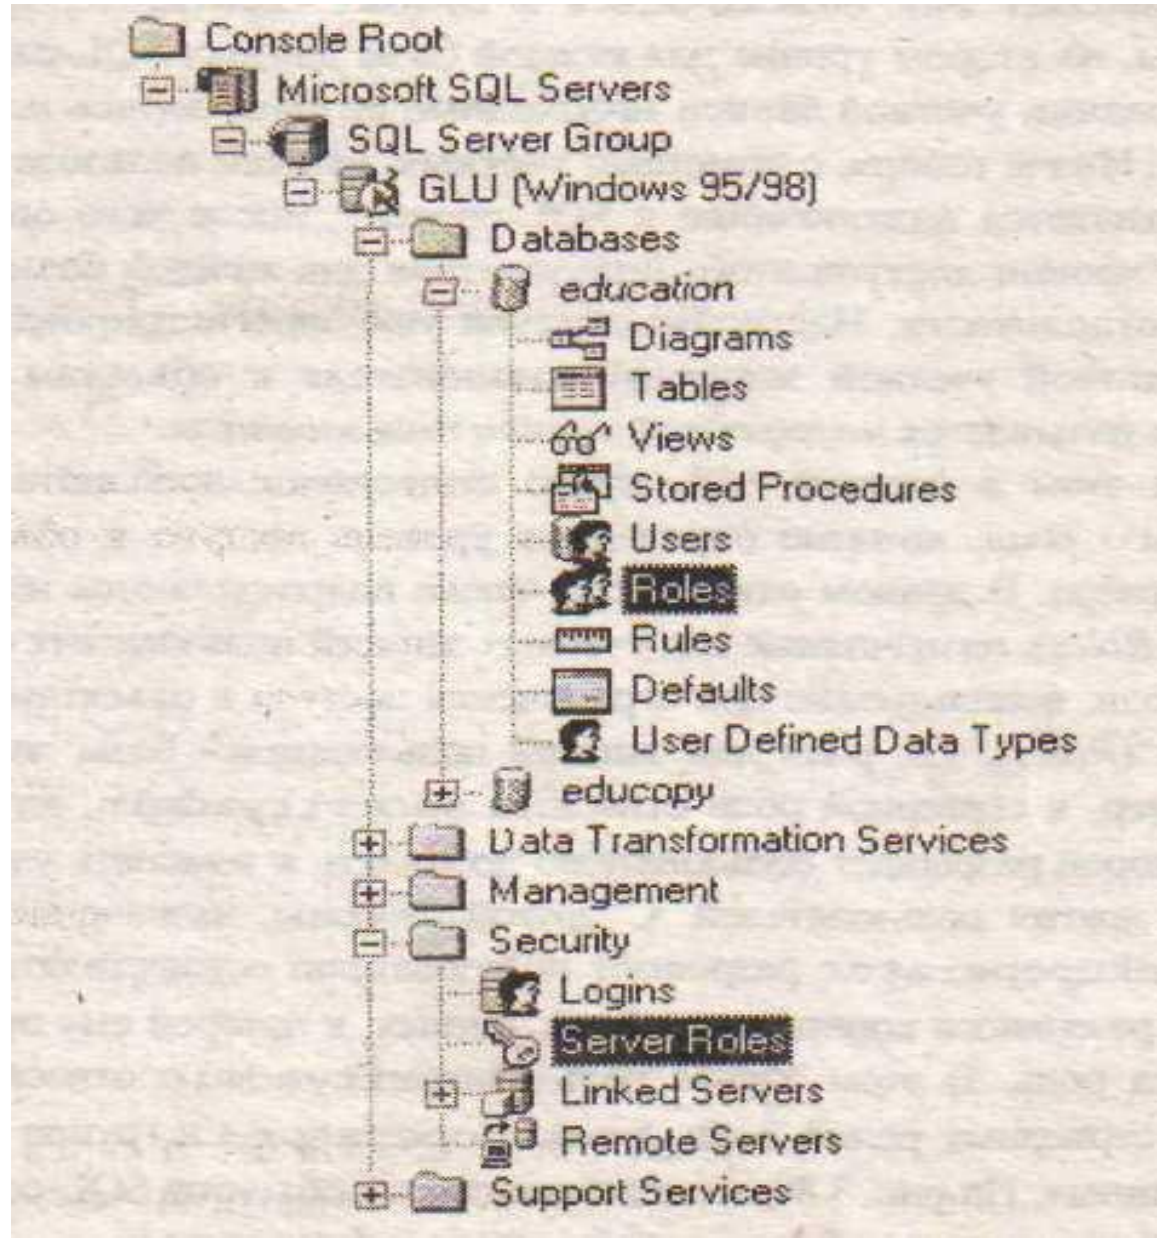 Console Root
Microsoft SQL Servers
SQL Server Group
GLU (Windows 95/98)
Databases
education
Diagrams
Tables
Views
Stored Procedures
Users
Roles
Rules
Defaults
User Defined Data Types
educopy
Data Transformation Services
Management
Security
Logins
Server Roles
Linked Servers
Remote Servers
Support Services